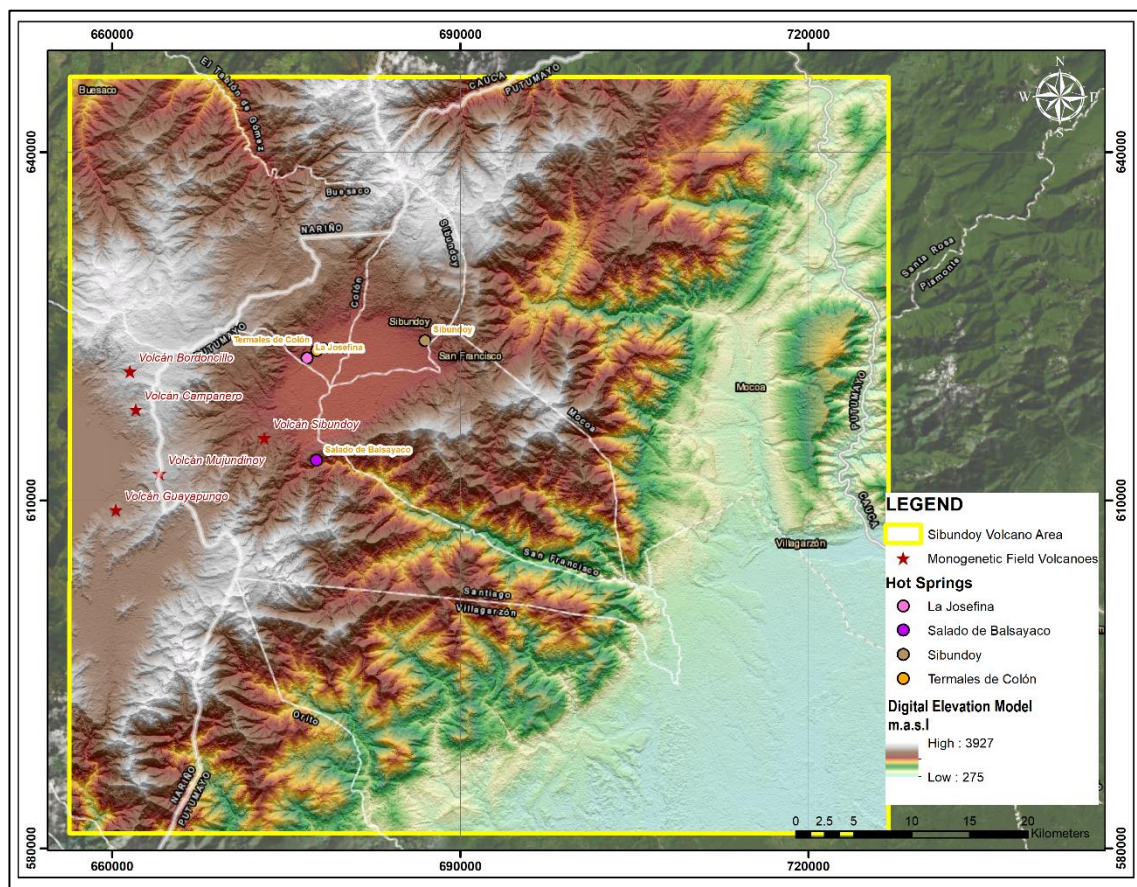 660000
690000
720000
640000
640000
610000
610000
580000
580000
660000
690000
720000
N
W
S
Buesaco
El Tablón de Gómez
CAUCA
PUTUMAYO
Buesaco
NARIÑO
Sibundoy
Colón
Santa Rosa
Piamonte
PUTUMAYO
Termales de Colón
La Josefina
Sibundoy
Sibundoy
San Francisco
Volcán Bordoncillo
Volcán Campanero
Volcán Sibundoy
Mocoa
Mocoa
PUTUMAYO
CAUCA
Salado de Balsayaco
Volcán Mujundinoy
Volcán Guayapungo
Villagarzón
San Francisco
Santiago
Villagarzón
Orito
NARIÑO
PUTUMAYO
LEGEND
Sibundoy Volcano Area
Monogenetic Field Volcanoes
Hot Springs
La Josefina
Salado de Balsayaco
Sibundoy
Termales de Colón
Digital Elevation Model
m.a.s.l
High : 3927
Low : 275
0 2.5 5 10 15 20
Kilometers